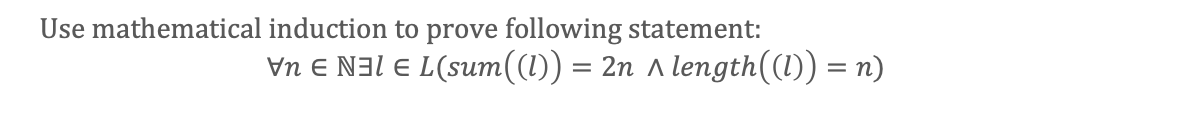 Use mathematical induction to prove following statement:
∀n ∈ ℕ∃l ∈ L(sum((l)) = 2n ∧ length((l)) = n)